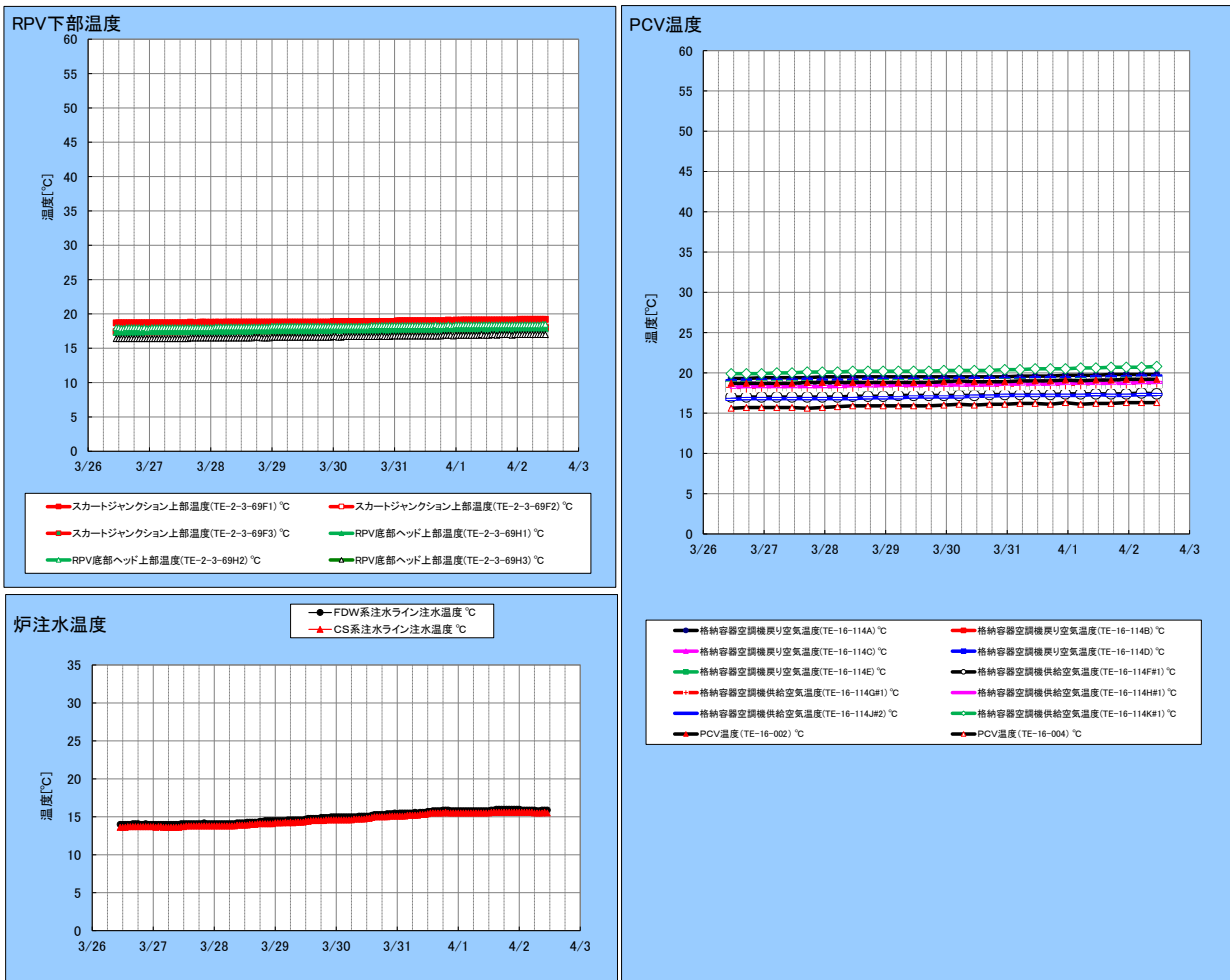 RPV下部温度
60
55
50
45
40
35
30
25
20
15
10
5
0
温度[℃]
3/26 3/27 3/28 3/29 3/30 3/31 4/1 4/2 4/3
スカートジャンクション上部温度(TE-2-3-69F1) ℃ スカートジャンクション上部温度(TE-2-3-69F2) ℃
スカートジャンクション上部温度(TE-2-3-69F3) ℃ RPV底部ヘッド上部温度(TE-2-3-69H1) ℃
RPV底部ヘッド上部温度(TE-2-3-69H2) ℃ RPV底部ヘッド上部温度(TE-2-3-69H3) ℃
炉注水温度
FDW系注水ライン注水温度 ℃
CS系注水ライン注水温度 ℃
35
30
25
20
15
10
5
0
温度[℃]
3/26 3/27 3/28 3/29 3/30 3/31 4/1 4/2 4/3
PCV温度
60
55
50
45
40
35
30
25
20
15
10
5
0
温度[℃]
3/26 3/27 3/28 3/29 3/30 3/31 4/1 4/2 4/3
格納容器空調機戻り空気温度(TE-16-114A) ℃ 格納容器空調機戻り空気温度(TE-16-114B) ℃
格納容器空調機戻り空気温度(TE-16-114C) ℃ 格納容器空調機戻り空気温度(TE-16-114D) ℃
格納容器空調機戻り空気温度(TE-16-114E) ℃ 格納容器空調機供給空気温度(TE-16-114F#1) ℃
格納容器空調機供給空気温度(TE-16-114G#1) ℃ 格納容器空調機供給空気温度(TE-16-114H#1) ℃
格納容器空調機供給空気温度(TE-16-114J#2) ℃ 格納容器空調機供給空気温度(TE-16-114K#1) ℃
PCV温度(TE-16-002) ℃ PCV温度(TE-16-004) ℃